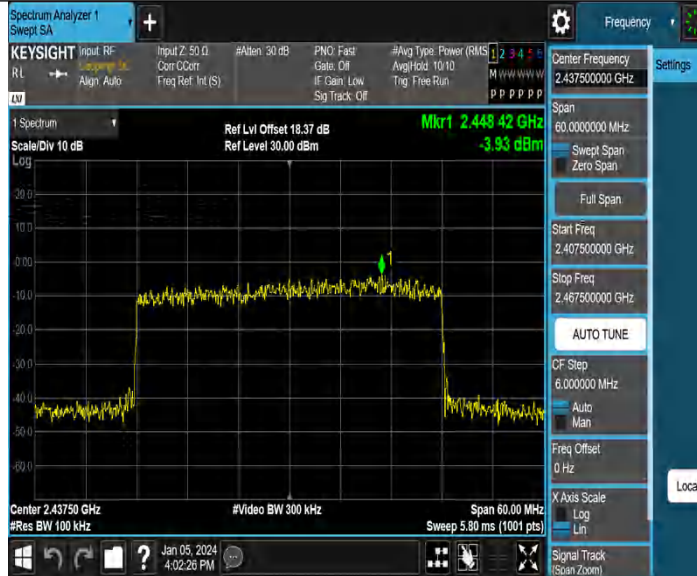 Spectrum Analyzer 1
Swept SA
Frequency
KEYSIGHT
Input: RF
Input Z: 50 Ω
#Atten: 30 dB
PNO: Fast
#Avg Type: Power (RMS
1 2 3 4 5 6
RL
Align: Auto
Corr CCorr
Freq Ref: Int (S)
Gate: Off
IF Gain: Low
Sig Track: Off
Avg|Hold: 10/10
Trig: Free Run
M W W W W W
P P P P P P
1 Spectrum
Scale/Div 10 dB
Ref Lvl Offset 18.37 dB
Ref Level 30.00 dBm
Mkr1 2.448 42 GHz
-3.93 dBm
Log
20.0
10.0
0.00
-10.0
-20.0
-30.0
-40.0
-50.0
-60.0
1
Center 2.43750 GHz
#Res BW 100 kHz
#Video BW 300 kHz
Span 60.00 MHz
Sweep 5.80 ms (1001 pts)
?
Jan 05, 2024
4:02:26 PM
Center Frequency
2.437500000 GHz
Settings
Span
60.0000000 MHz
Swept Span
Zero Span
Full Span
Start Freq
2.407500000 GHz
Stop Freq
2.467500000 GHz
AUTO TUNE
CF Step
6.000000 MHz
Auto
Man
Freq Offset
0 Hz
X Axis Scale
Log
Lin
Loca
Signal Track
(Span Zoom)